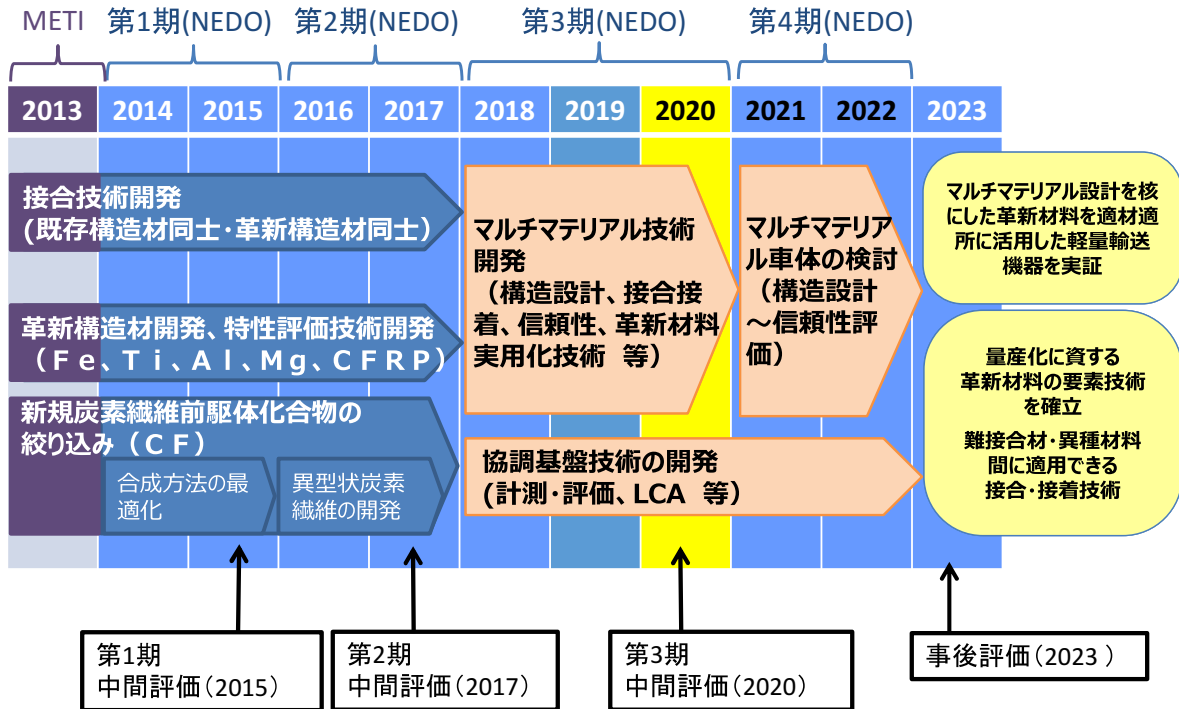 METI
第1期(NEDO)
第2期(NEDO)
第3期(NEDO)
第4期(NEDO)
2013
2014
2015
2016
2017
2018
2019
2020
2021
2022
2023
接合技術開発
(既存構造材同士・革新構造材同士)
革新構造材開発、特性評価技術開発
（Ｆｅ、Ｔｉ、Ａｌ、Ｍｇ、ＣＦＲＰ）
新規炭素繊維前駆体化合物の
絞り込み（ＣＦ）
合成方法の最
適化
異型状炭素
繊維の開発
マルチマテリアル技術
開発
（構造設計、接合接
着、信頼性、革新材料
実用化技術 等）
マルチマテリア
ル車体の検討
（構造設計
～信頼性評
価）
協調基盤技術の開発
(計測・評価、LCA 等）
マルチマテリアル設計を核
にした革新材料を適材適
所に活用した軽量輸送
機器を実証
量産化に資する
革新材料の要素技術
を確立
難接合材・異種材料
間に適用できる
接合・接着技術
第1期
中間評価（2015）
第2期
中間評価（2017）
第3期
中間評価（2020）
事後評価（2023 ）